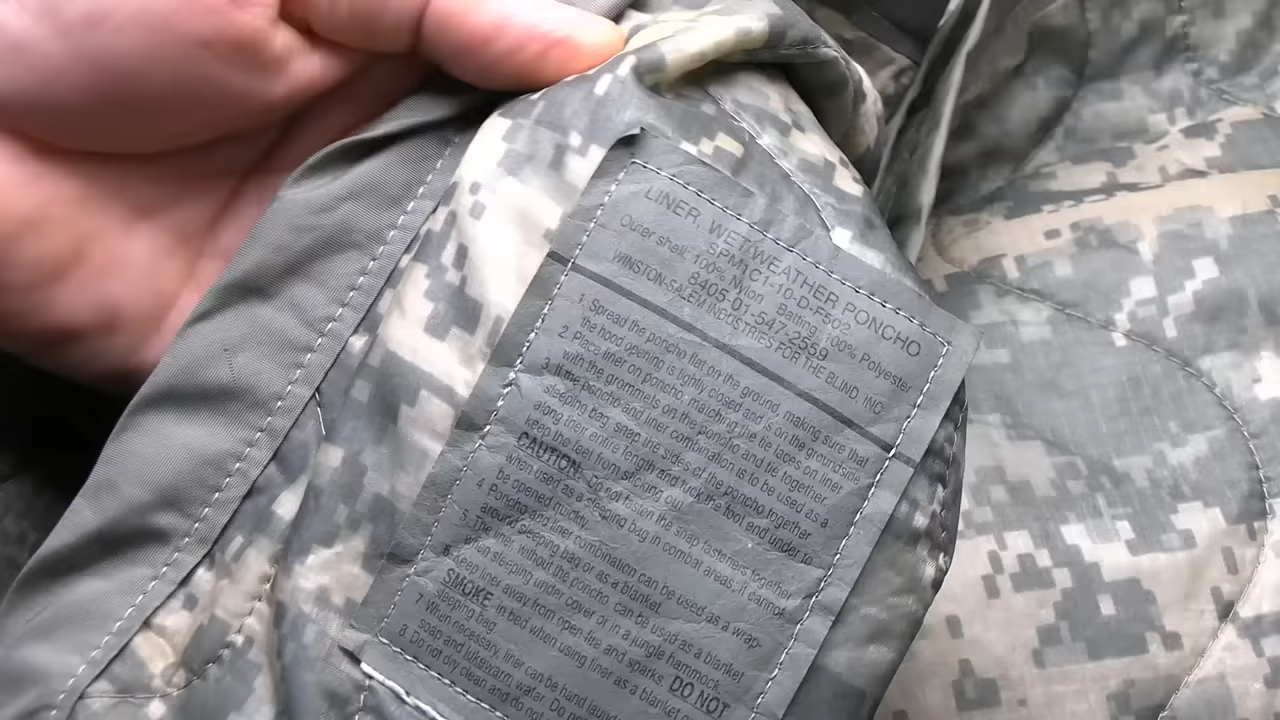 LINER, WET WEATHER PONCHO
SPM1C1-10-D-F502
Outer shell: 100% Nylon Batting: 100% Polyester
8405-01-547-2559
WINSTON-SALEM INDUSTRIES FOR THE BLIND, INC
1. Spread the poncho flat on the ground, making sure that
the hood opening is tightly closed and is on the groundside.
2. Place liner on poncho, matching the tie laces on liner
with the grommets on the poncho and tie together.
3. If the poncho and liner combination is to be used as a
sleeping bag, snap the sides of the poncho together
along their entire length and tuck the foot end under to
keep the feet from sticking out.
CAUTION: Do not fasten the snap fasteners together
when used as a sleeping bag in combat areas; it cannot
be opened quickly.
4. Poncho and liner combination can be used as a wrap-
around sleeping bag or as a blanket.
5. The liner, without the poncho, can be used as a blanket
when sleeping under cover or in a jungle hammock.
6. Keep liner away from open fire and sparks. DO NOT
SMOKE in bed when using liner as a blanket or
sleeping bag.
7. When necessary, liner can be hand
soap and lukewarm water. Do
8. Do not dry clean and do not